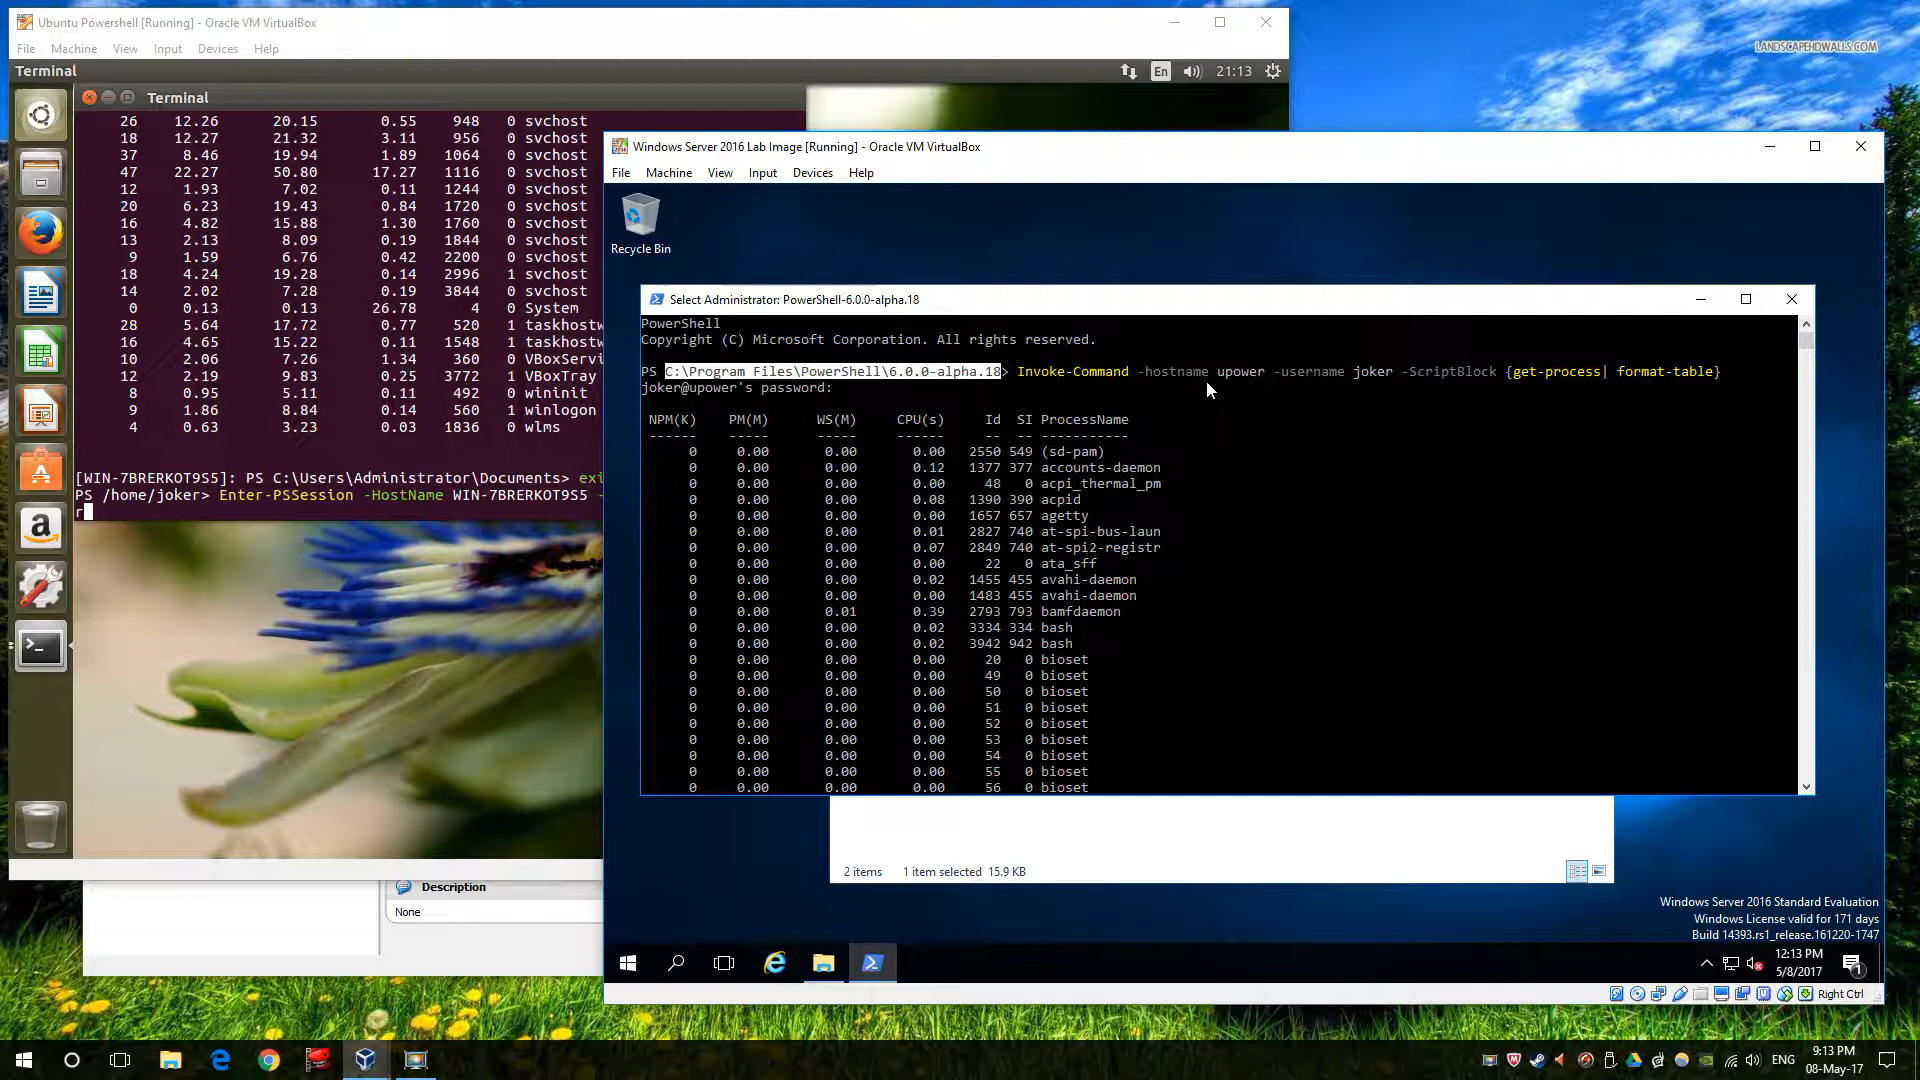 LANDSCAPEHDWALLS.COM
Ubuntu Powershell [Running] - Oracle VM VirtualBox
File Machine View Input Devices Help
Terminal
En
21:13
Terminal
26 12.26 20.15 0.55 948 0 svchost
18 12.27 21.32 3.11 956 0 svchost
37 8.46 19.94 1.89 1064 0 svchost
47 22.27 50.80 17.27 1116 0 svchost
12 1.93 7.02 0.11 1244 0 svchost
20 6.23 19.43 0.84 1720 0 svchost
16 4.82 15.88 1.30 1760 0 svchost
13 2.13 8.09 0.19 1844 0 svchost
9 1.59 6.76 0.42 2200 0 svchost
18 4.24 19.28 0.14 2996 1 svchost
14 2.02 7.28 0.19 3844 0 svchost
0 0.13 0.13 26.78 4 0 System
28 5.64 17.72 0.77 520 1 taskhostw
16 4.65 15.22 0.11 1548 1 taskhostw
10 2.06 7.26 1.34 360 0 VBoxServi
12 2.19 9.83 0.25 3772 1 VBoxTray
8 0.95 5.11 0.11 492 0 wininit
9 1.86 8.84 0.14 560 1 winlogon
4 0.63 3.23 0.03 1836 0 wlms
[WIN-7BRERKOT9S5]: PS C:\Users\Administrator\Documents> exi
PS /home/joker> Enter-PSSession -HostName WIN-7BRERKOT9S5 -
r
Description
None
Windows Server 2016 Lab Image [Running] - Oracle VM VirtualBox
File Machine View Input Devices Help
Recycle Bin
Select Administrator: PowerShell-6.0.0-alpha.18
PowerShell
Copyright (C) Microsoft Corporation. All rights reserved.
PS C:\Program Files\PowerShell\6.0.0-alpha.18> Invoke-Command -hostname upower -username joker -ScriptBlock {get-process| format-table}
joker@upower's password:
NPM(K) PM(M) WS(M) CPU(s) Id SI ProcessName
------ ----- ----- ------ -- -- -----------
0 0.00 0.00 0.00 2550 549 (sd-pam)
0 0.00 0.00 0.12 1377 377 accounts-daemon
0 0.00 0.00 0.00 48 0 acpi_thermal_pm
0 0.00 0.00 0.08 1390 390 acpid
0 0.00 0.00 0.00 1657 657 agetty
0 0.00 0.00 0.01 2827 740 at-spi-bus-laun
0 0.00 0.00 0.07 2849 740 at-spi2-registr
0 0.00 0.00 0.00 22 0 ata_sff
0 0.00 0.00 0.02 1455 455 avahi-daemon
0 0.00 0.00 0.00 1483 455 avahi-daemon
0 0.00 0.01 0.39 2793 793 bamfdaemon
0 0.00 0.00 0.02 3334 334 bash
0 0.00 0.00 0.02 3942 942 bash
0 0.00 0.00 0.00 20 0 bioset
0 0.00 0.00 0.00 49 0 bioset
0 0.00 0.00 0.00 50 0 bioset
0 0.00 0.00 0.00 51 0 bioset
0 0.00 0.00 0.00 52 0 bioset
0 0.00 0.00 0.00 53 0 bioset
0 0.00 0.00 0.00 54 0 bioset
0 0.00 0.00 0.00 55 0 bioset
0 0.00 0.00 0.00 56 0 bioset
2 items 1 item selected 15.9 KB
Windows Server 2016 Standard Evaluation
Windows License valid for 171 days
Build 14393.rs1_release.161220-1747
12:13 PM
5/8/2017
1
Right Ctrl
ENG
9:13 PM
08-May-17